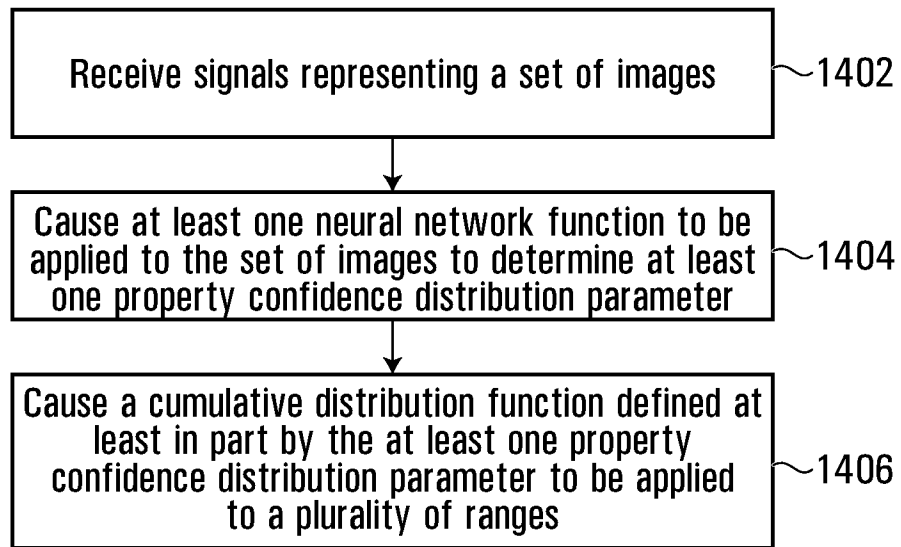 Receive signals representing a set of images
1402
Cause at least one neural network function to be
applied to the set of images to determine at least
one property confidence distribution parameter
1404
Cause a cumulative distribution function defined at
least in part by the at least one property
confidence distribution parameter to be applied
to a plurality of ranges
1406